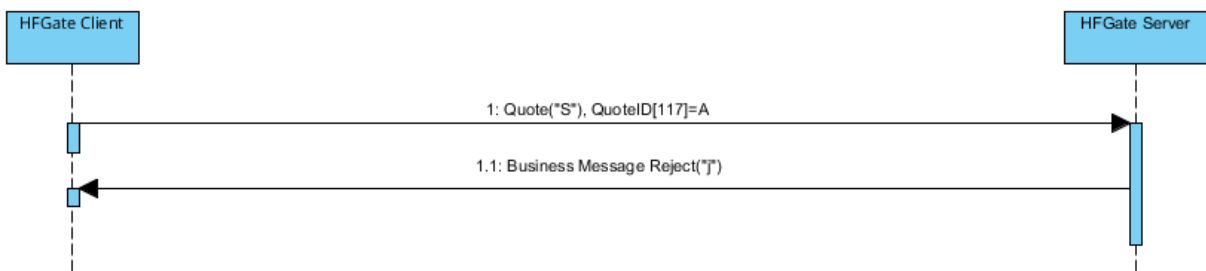 HFGate Client
HFGate Server
1: Quote("S"), QuoteID[117]=A
1.1: Business Message Reject("j")